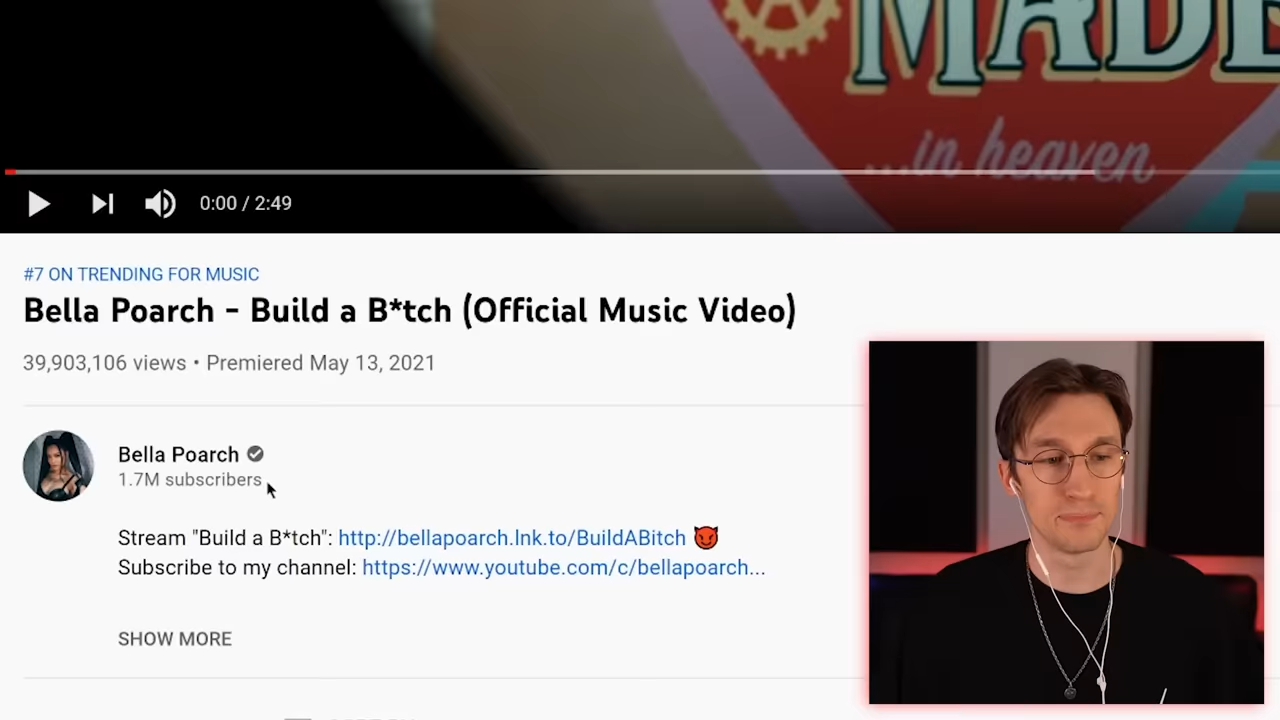 MADE
...in heaven
0:00 / 2:49
#7 ON TRENDING FOR MUSIC
Bella Poarch - Build a B*tch (Official Music Video)
39,903,106 views • Premiered May 13, 2021
Bella Poarch
1.7M subscribers
Stream "Build a B*tch": http://bellapoarch.lnk.to/BuildABitch 😈
Subscribe to my channel: https://www.youtube.com/c/bellapoarch...
SHOW MORE